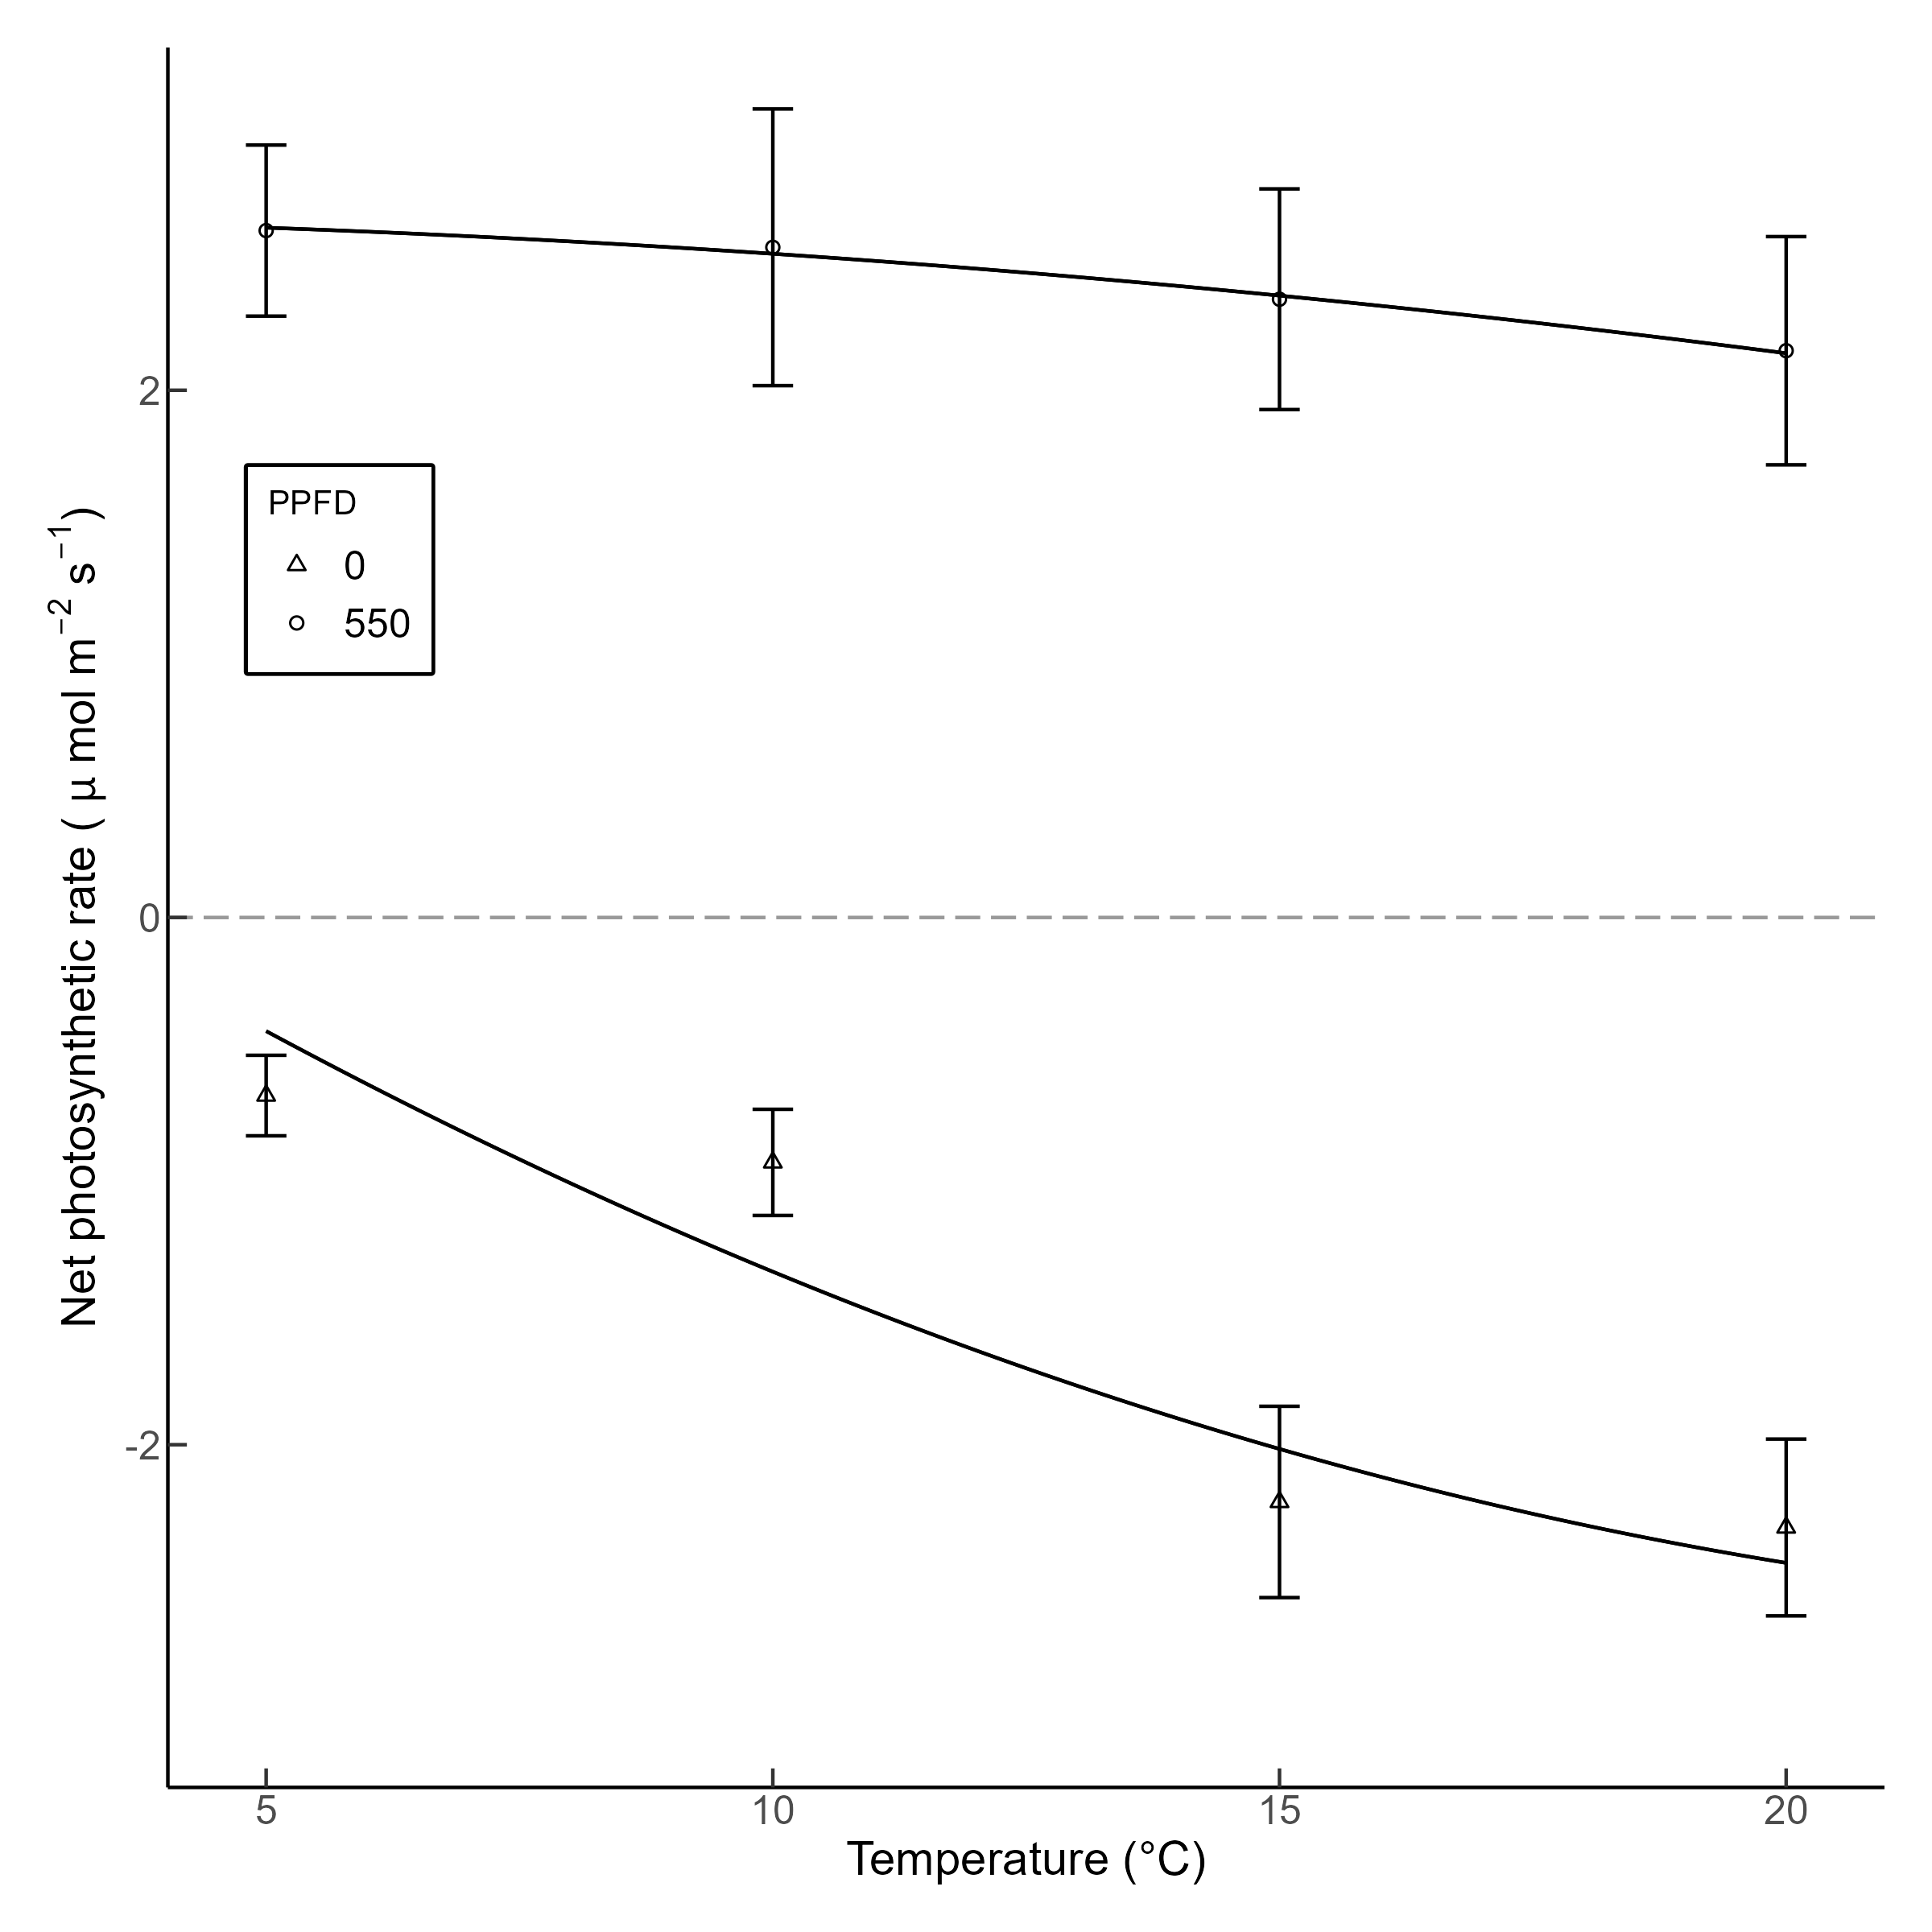 Net photosynthetic rate ( μ mol m⁻² s⁻¹)
2
0
-2
PPFD
0
550
5 10 15 20
Temperature (°C)